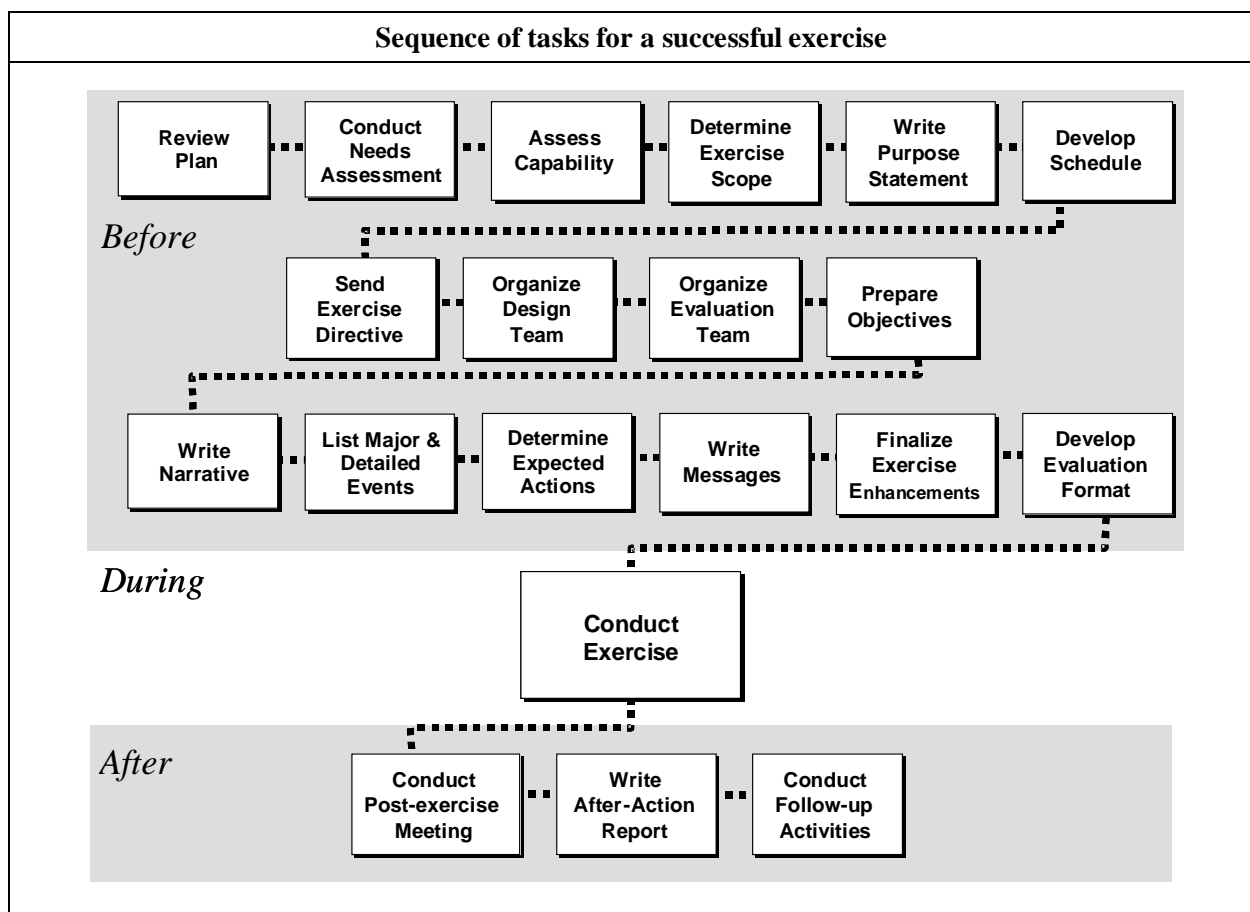 Sequence of tasks for a successful exercise
Review
Plan
Conduct
Needs
Assessment
Assess
Capability
Determine
Exercise
Scope
Write
Purpose
Statement
Develop
Schedule
Before
Send
Exercise
Directive
Organize
Design
Team
Organize
Evaluation
Team
Prepare
Objectives
Write
Narrative
List Major &
Detailed
Events
Determine
Expected
Actions
Write
Messages
Finalize
Exercise
Enhancements
Develop
Evaluation
Format
During
Conduct
Exercise
After
Conduct
Post-exercise
Meeting
Write
After-Action
Report
Conduct
Follow-up
Activities